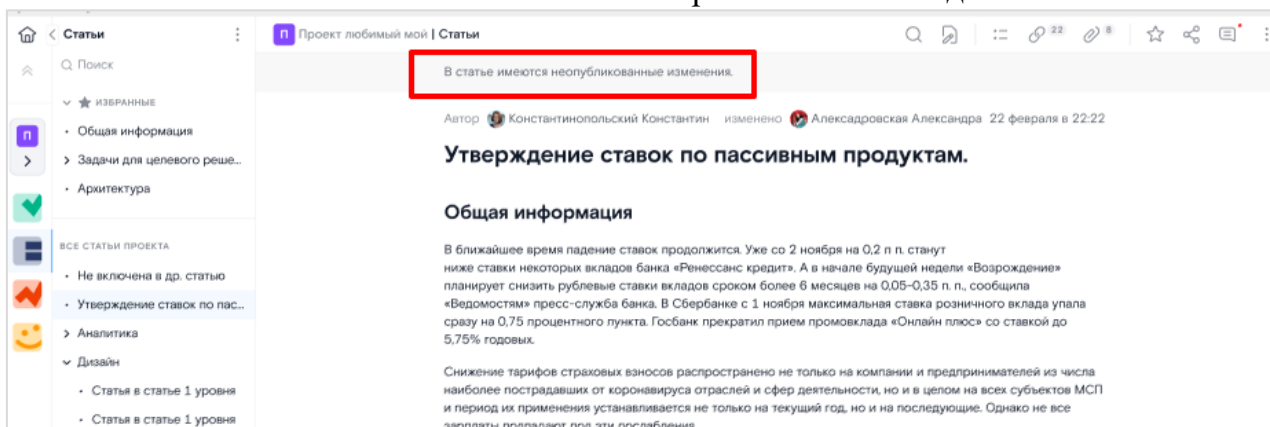 Статьи
П Проект любимый мой | Статьи
22
8
Поиск
В статье имеются неопубликованные изменения.
ИЗБРАННЫЕ
Общая информация
Задачи для целевого реше...
Архитектура
П
ВСЕ СТАТЬИ ПРОЕКТА
Не включена в др. статью
Утверждение ставок по пас...
Аналитика
Дизайн
Статья в статье 1 уровня
Статья в статье 1 уровня
Автор Константинопольский Константин изменено Алексадровская Александра 22 февраля в 22:22
Утверждение ставок по пассивным продуктам.
Общая информация
В ближайшее время падение ставок продолжится. Уже со 2 ноября на 0,2 п п. станут
ниже ставки некоторых вкладов банка «Ренессанс кредит». А в начале будущей недели «Возрождение»
планирует снизить рублевые ставки вкладов сроком более 6 месяцев на 0,05-0,35 п. п., сообщила
«Ведомостям» пресс-служба банка. В Сбербанке с 1 ноября максимальная ставка розничного вклада упала
сразу на 0,75 процентного пункта. Госбанк прекратил прием промовклада «Онлайн плюс» со ставкой до
5,75% годовых.
Снижение тарифов страховых взносов распространено не только на компании и предпринимателей из числа
наиболее пострадавших от коронавируса отраслей и сфер деятельности, но и в целом на всех субъектов МСП
и период их применения устанавливается не только на текущий год, но и на последующие. Однако не все
зарплаты подпадают под эти послабления.